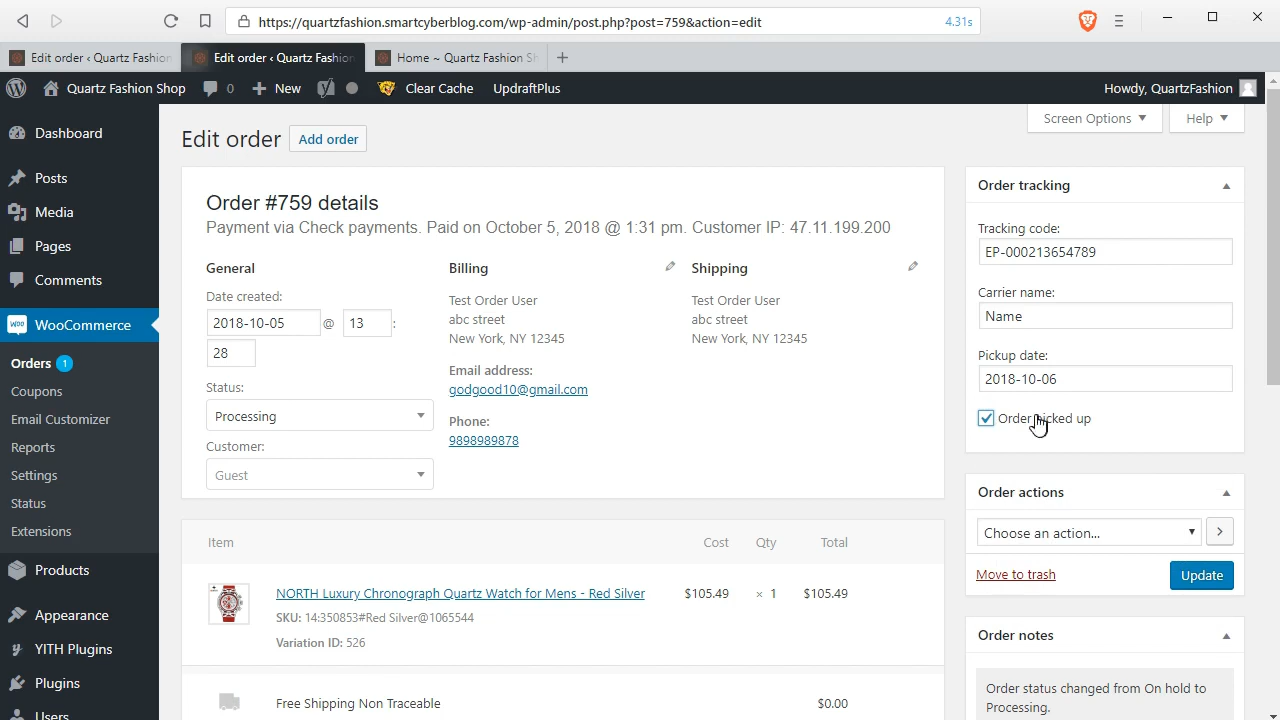 https://quartzfashion.smartcyberblog.com/wp-admin/post.php?post=759&action=edit 4.31s
Edit order ‹ Quartz Fashion Edit order ‹ Quartz Fashion Home ~ Quartz Fashion Sh
Quartz Fashion Shop 0 New Clear Cache UpdraftPlus Howdy, QuartzFashion
Screen Options Help
Dashboard
Posts
Media
Pages
Comments
WooCommerce
Orders 1
Coupons
Email Customizer
Reports
Settings
Status
Extensions
Products
Appearance
YITH Plugins
Plugins
Users
Edit order Add order
Order #759 details
Payment via Check payments. Paid on October 5, 2018 @ 1:31 pm. Customer IP: 47.11.199.200
General
Date created:
2018-10-05 @ 13 :
28
Status:
Processing
Customer:
Guest
Billing
Test Order User
abc street
New York, NY 12345
Email address:
godgood10@gmail.com
Phone:
9898989878
Shipping
Test Order User
abc street
New York, NY 12345
Item Cost Qty Total
NORTH Luxury Chronograph Quartz Watch for Mens - Red Silver $105.49 × 1 $105.49
SKU: 14:350853#Red Silver@1065544
Variation ID: 526
Free Shipping Non Traceable $0.00
Order tracking
Tracking code:
EP-000213654789
Carrier name:
Name
Pickup date:
2018-10-06
Order picked up
Order actions
Choose an action...
Move to trash Update
Order notes
Order status changed from On hold to
Processing.